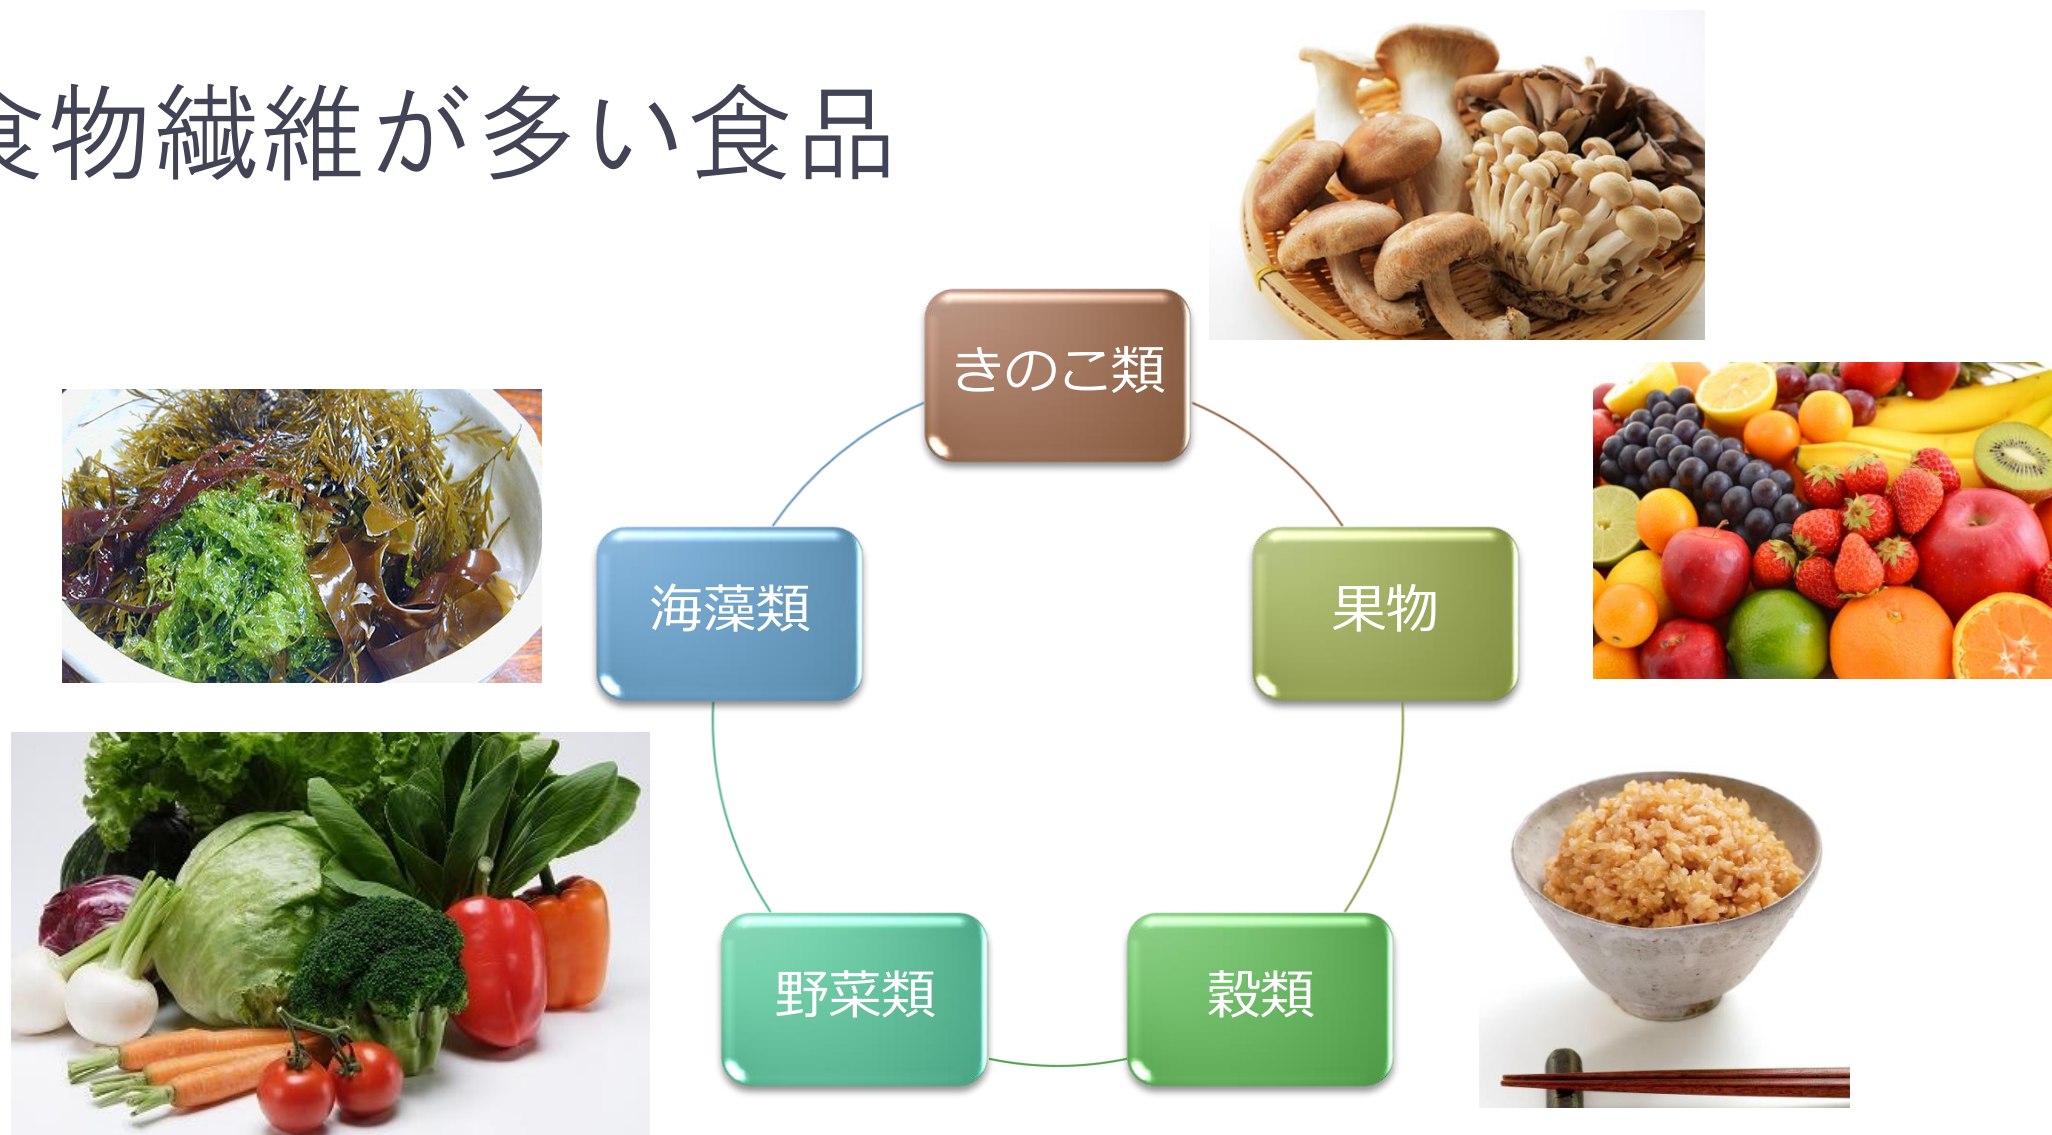 食物繊維が多い食品
きのこ類
海藻類
果物
野菜類
穀類